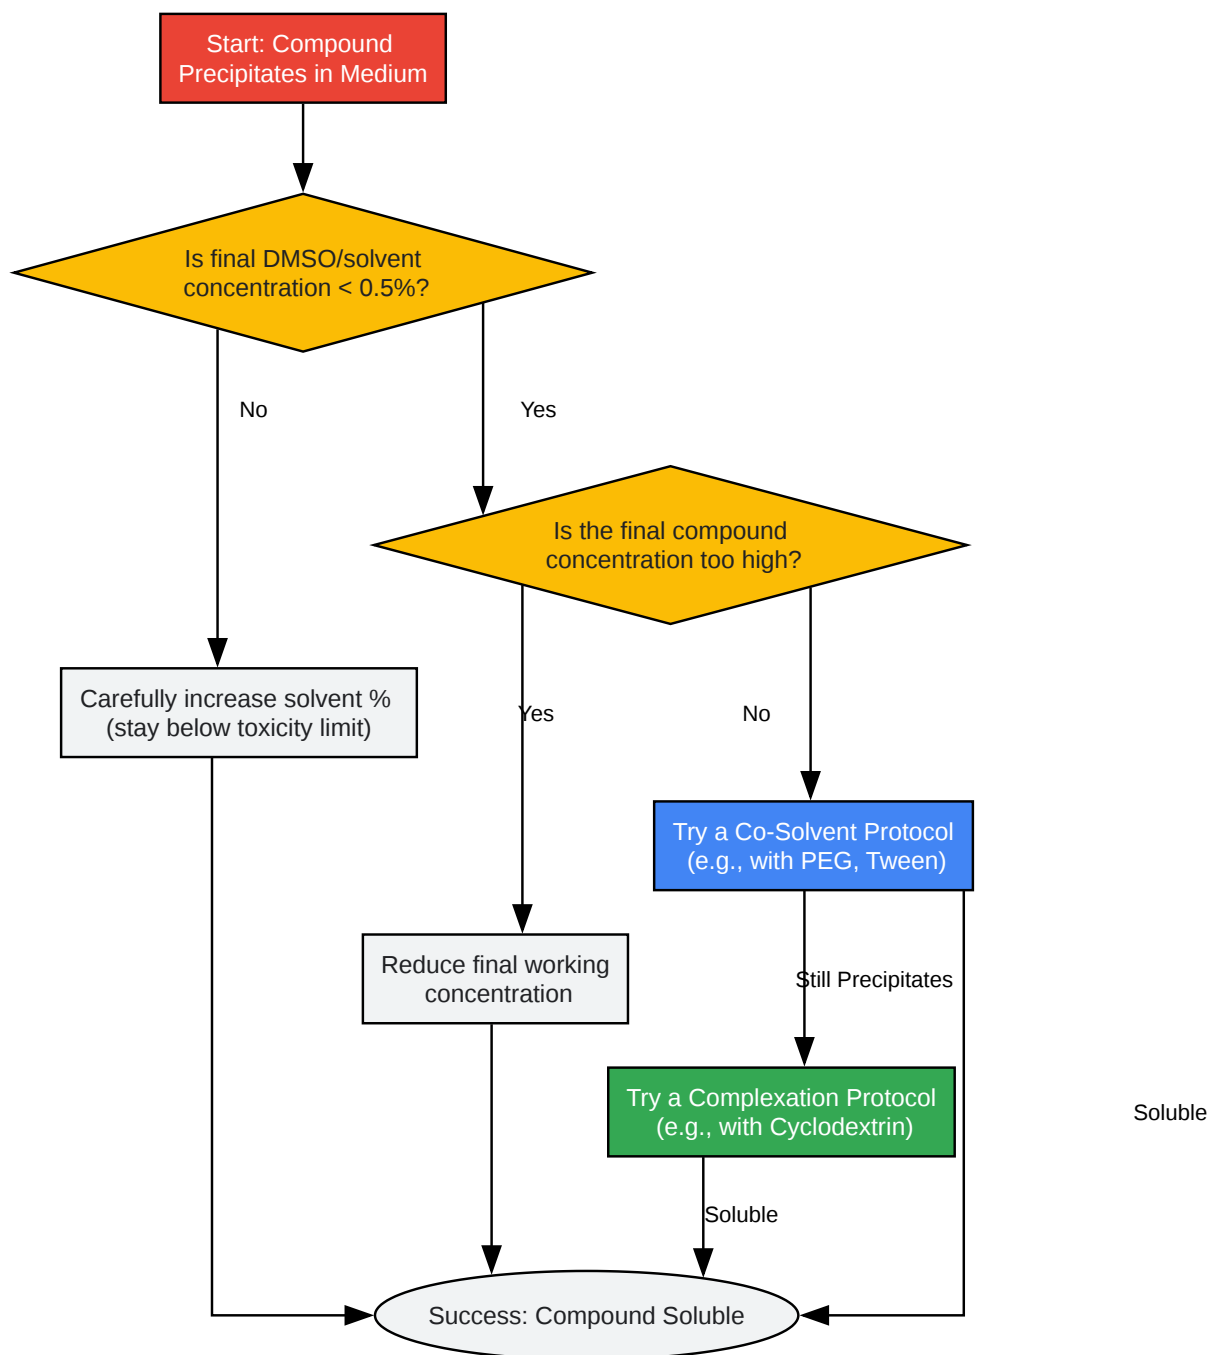 Start: Compound
Precipitates in Medium
Is final DMSO/solvent
concentration < 0.5%?
No
Yes
Is the final compound
concentration too high?
Carefully increase solvent %
(stay below toxicity limit)
Yes
No
Try a Co-Solvent Protocol
(e.g., with PEG, Tween)
Reduce final working
concentration
Still Precipitates
Try a Complexation Protocol
(e.g., with Cyclodextrin)
Soluble
Soluble
Success: Compound Soluble